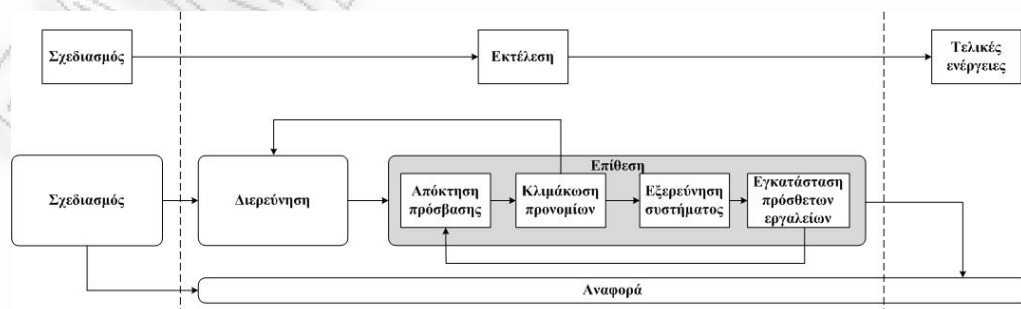 Σχεδιασμός
Εκτέλεση
Τελικές
ενέργειες
Σχεδιασμός
Διερεύνηση
Επίθεση
Απόκτηση
πρόσβασης
Κλιμάκωση
προνομίων
Εξερεύνηση
συστήματος
Εγκατάσταση
πρόσθετων
εργαλείων
Αναφορά